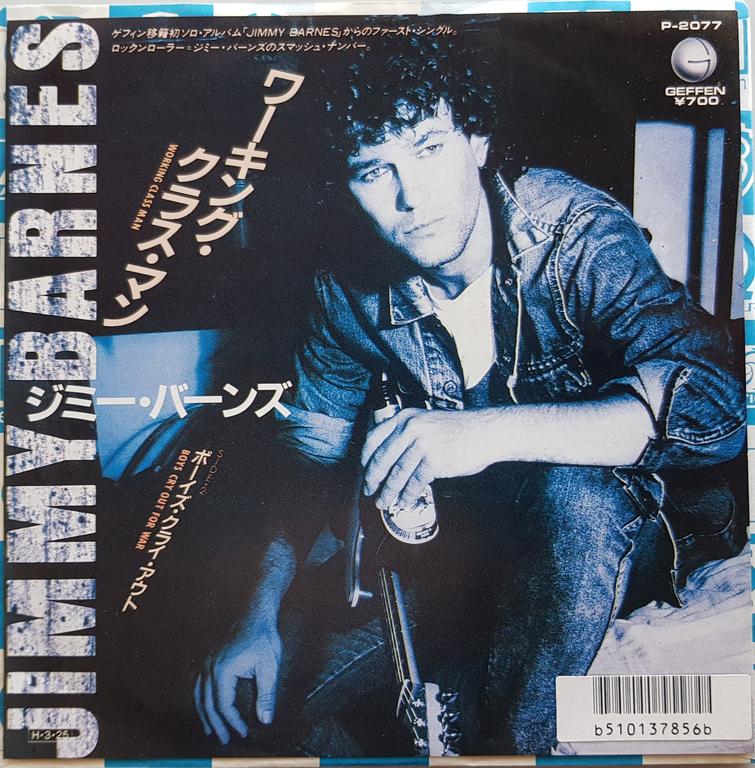 ゲフィン移籍初ソロ・アルバム「JIMMY BARNES」からのファースト・シングル。
ロックンローラー=ジミー・バーンズのスマッシュ・ナンバー。
P-2077
GEFFEN
¥700
JIMMY BARNES
ワーキング・
クラス・マン
WORKING CLASS MAN
ジミー・バーンズ
SIDE-2
ボーイズ・クライ・アウト
BOYS CRY OUT FOR WAR
H·3·25
b510137856b